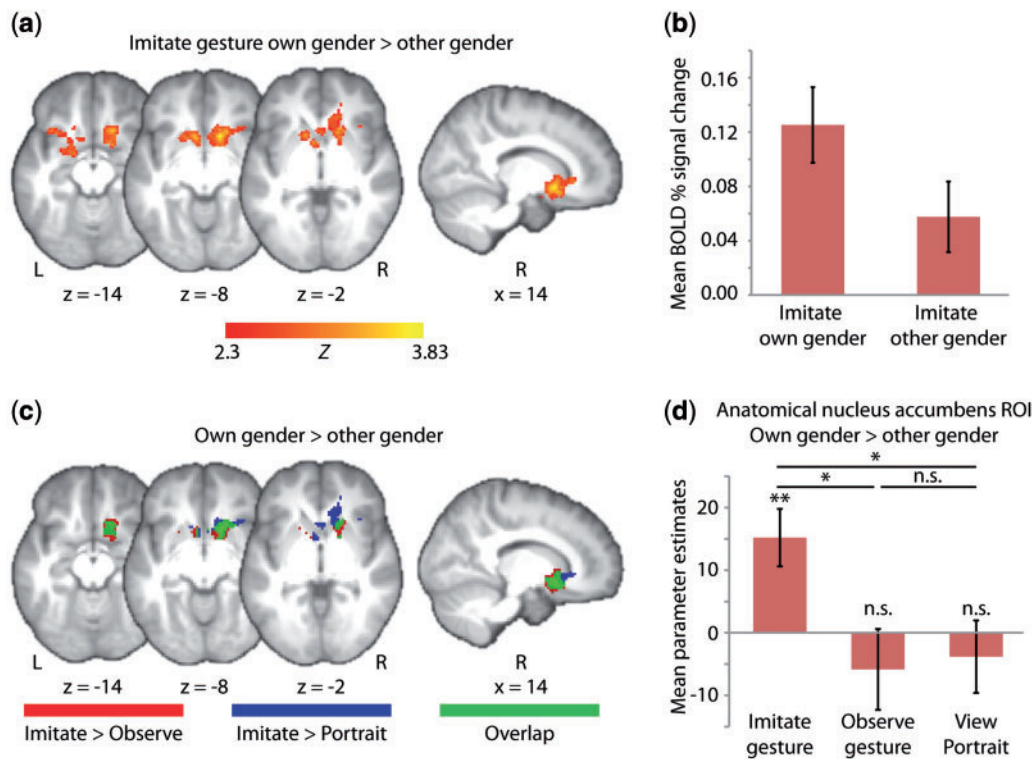 (a)
Imitate gesture own gender > other gender
L
R
R
z = -14
z = -8
z = -2
x = 14
2.3
Z
3.83
(b)
Mean BOLD % signal change
0.16
0.12
0.08
0.04
0.00
Imitate
own gender
Imitate
other gender
(c)
Own gender > other gender
L
R
R
z = -14
z = -8
z = -2
x = 14
Imitate > Observe
Imitate > Portrait
Overlap
(d)
Anatomical nucleus accumbens ROI
Own gender > other gender
*
*
n.s.
**
n.s.
n.s.
Mean parameter estimates
20
10
0
-10
Imitate
gesture
Observe
gesture
View
Portrait